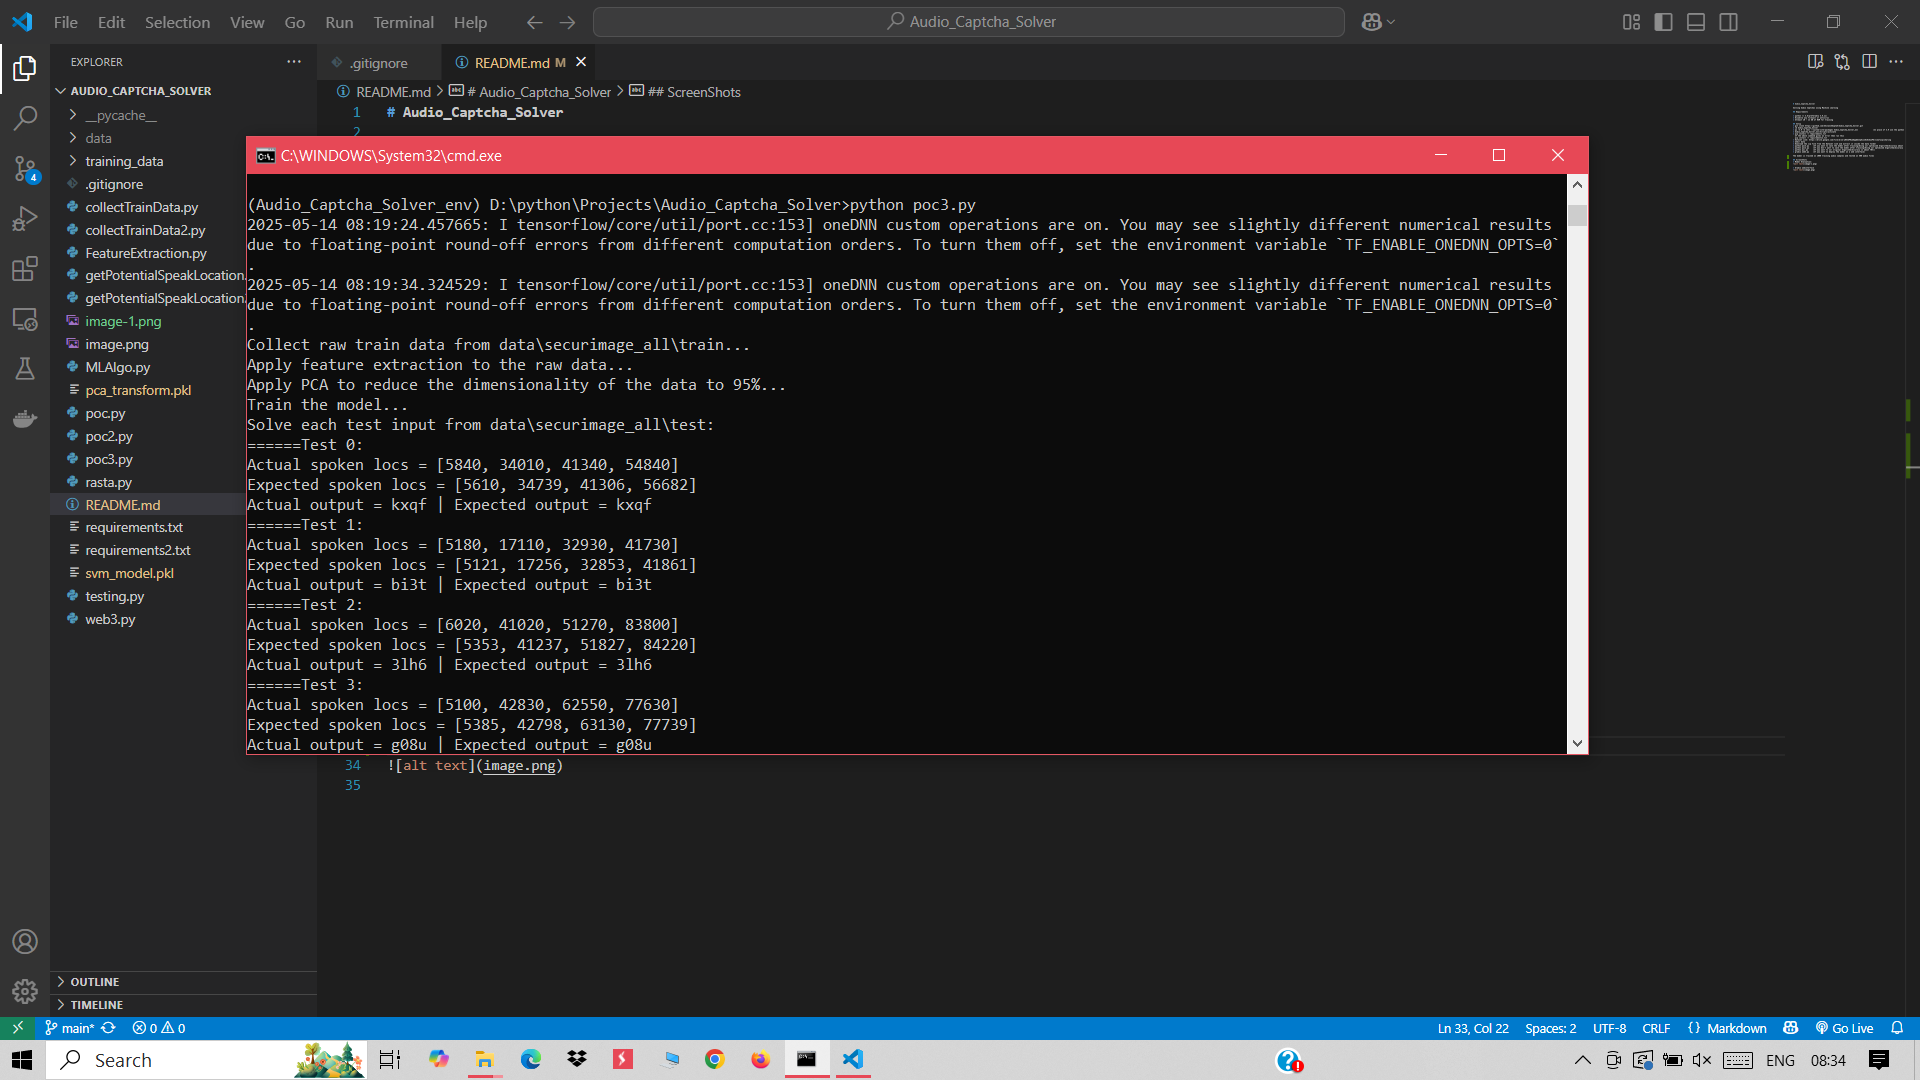 File Edit Selection View Go Run Terminal Help
Audio_Captcha_Solver
EXPLORER
.gitignore
README.md M
AUDIO_CAPTCHA_SOLVER
README.md > # Audio_Captcha_Solver > ## ScreenShots
__pycache__
data
training_data
.gitignore
collectTrainData.py
collectTrainData2.py
FeatureExtraction.py
getPotentialSpeakLocation.
getPotentialSpeakLocation.
image-1.png
image.png
MLAlgo.py
pca_transform.pkl
poc.py
poc2.py
poc3.py
rasta.py
README.md
requirements.txt
requirements2.txt
svm_model.pkl
testing.py
web3.py
OUTLINE
TIMELINE
4
1 # Audio_Captcha_Solver
2
C:\WINDOWS\System32\cmd.exe
(Audio_Captcha_Solver_env) D:\python\Projects\Audio_Captcha_Solver>python poc3.py
2025-05-14 08:19:24.457665: I tensorflow/core/util/port.cc:153] oneDNN custom operations are on. You may see slightly different numerical results
due to floating-point round-off errors from different computation orders. To turn them off, set the environment variable `TF_ENABLE_ONEDNN_OPTS=0`
.
2025-05-14 08:19:34.324529: I tensorflow/core/util/port.cc:153] oneDNN custom operations are on. You may see slightly different numerical results
due to floating-point round-off errors from different computation orders. To turn them off, set the environment variable `TF_ENABLE_ONEDNN_OPTS=0`
.
Collect raw train data from data\securimage_all\train...
Apply feature extraction to the raw data...
Apply PCA to reduce the dimensionality of the data to 95%...
Train the model...
Solve each test input from data\securimage_all\test:
======Test 0:
Actual spoken locs = [5840, 34010, 41340, 54840]
Expected spoken locs = [5610, 34739, 41306, 56682]
Actual output = kxqf | Expected output = kxqf
======Test 1:
Actual spoken locs = [5180, 17110, 32930, 41730]
Expected spoken locs = [5121, 17256, 32853, 41861]
Actual output = bi3t | Expected output = bi3t
======Test 2:
Actual spoken locs = [6020, 41020, 51270, 83800]
Expected spoken locs = [5353, 41237, 51827, 84220]
Actual output = 3lh6 | Expected output = 3lh6
======Test 3:
Actual spoken locs = [5100, 42830, 62550, 77630]
Expected spoken locs = [5385, 42798, 63130, 77739]
Actual output = g08u | Expected output = g08u
34 ![alt text](image.png)
35
main* 0 0
Ln 33, Col 22 Spaces: 2 UTF-8 CRLF {} Markdown Go Live
Search
ENG 08:34